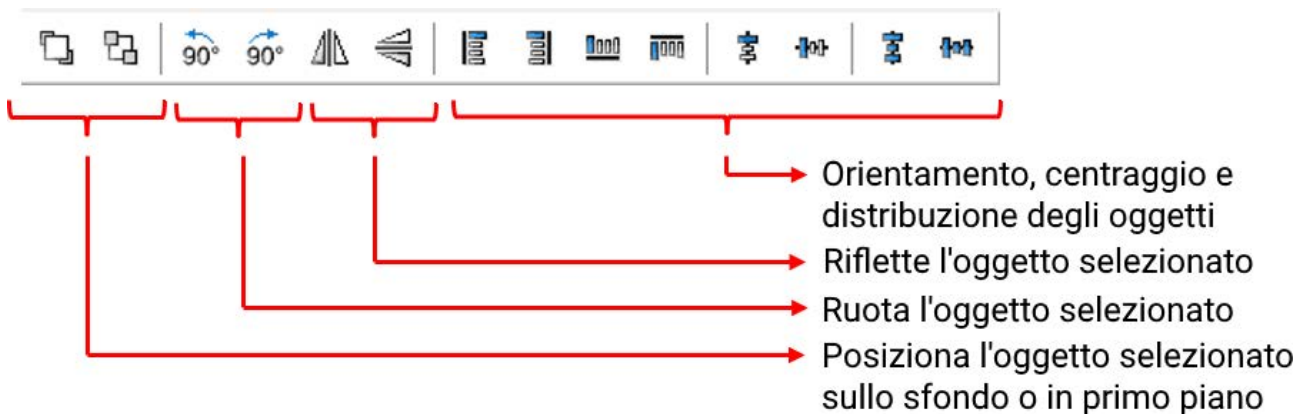 90° 90°
Orientamento, centraggio e
distribuzione degli oggetti
Riflette l'oggetto selezionato
Ruota l'oggetto selezionato
Posiziona l'oggetto selezionato
sullo sfondo o in primo piano